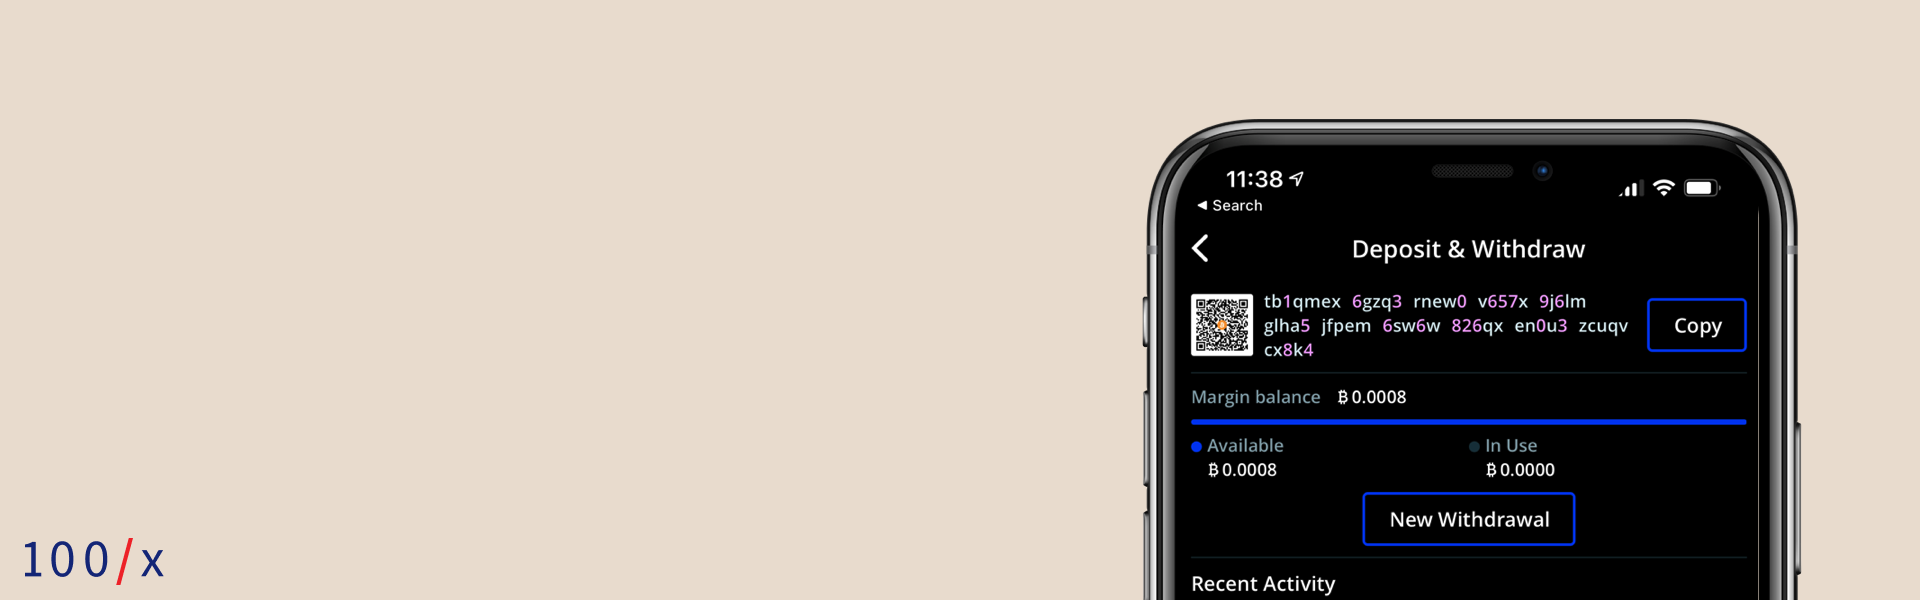 11:38
◀ Search
Deposit & Withdraw
tb1qmex 6gzq3 rnew0 v657x 9j6lm
glha5 jfpem 6sw6w 826qx en0u3 zcuqv
cx8k4
Copy
Margin balance ₿ 0.0008
Available
₿ 0.0008
In Use
₿ 0.0000
New Withdrawal
Recent Activity
100/x